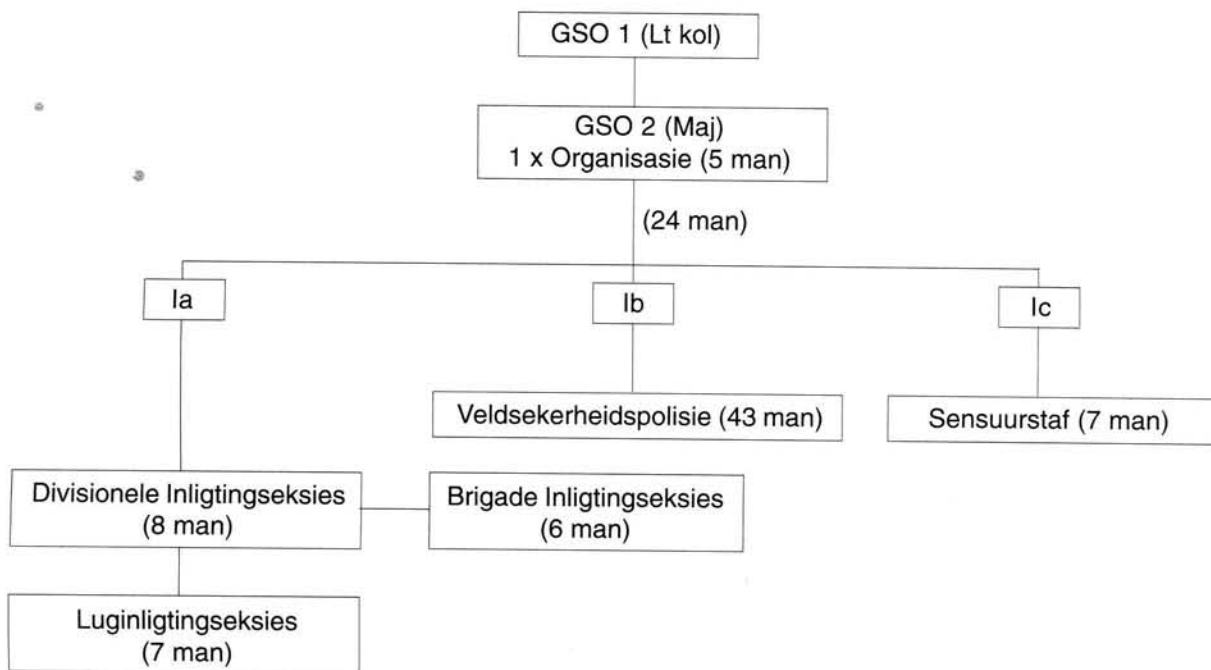 GSO 1 (Lt kol)
GSO 2 (Maj)
1 x Organisasie (5 man)
(24 man)
Ia
Ib
Ic
Veldsekerheidspolisie (43 man)
Sensuurstaf (7 man)
Divisionele Inligtingseksies
(8 man)
Brigade Inligtingseksies
(6 man)
Luginligtingseksies
(7 man)